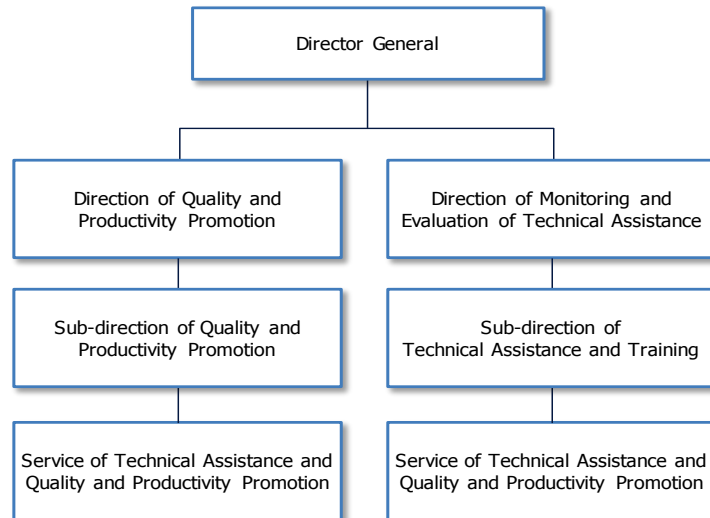 Director General
Direction of Quality and
Productivity Promotion
Direction of Monitoring and
Evaluation of Technical Assistance
Sub-direction of Quality and
Productivity Promotion
Sub-direction of
Technical Assistance and Training
Service of Technical Assistance and
Quality and Productivity Promotion
Service of Technical Assistance and
Quality and Productivity Promotion